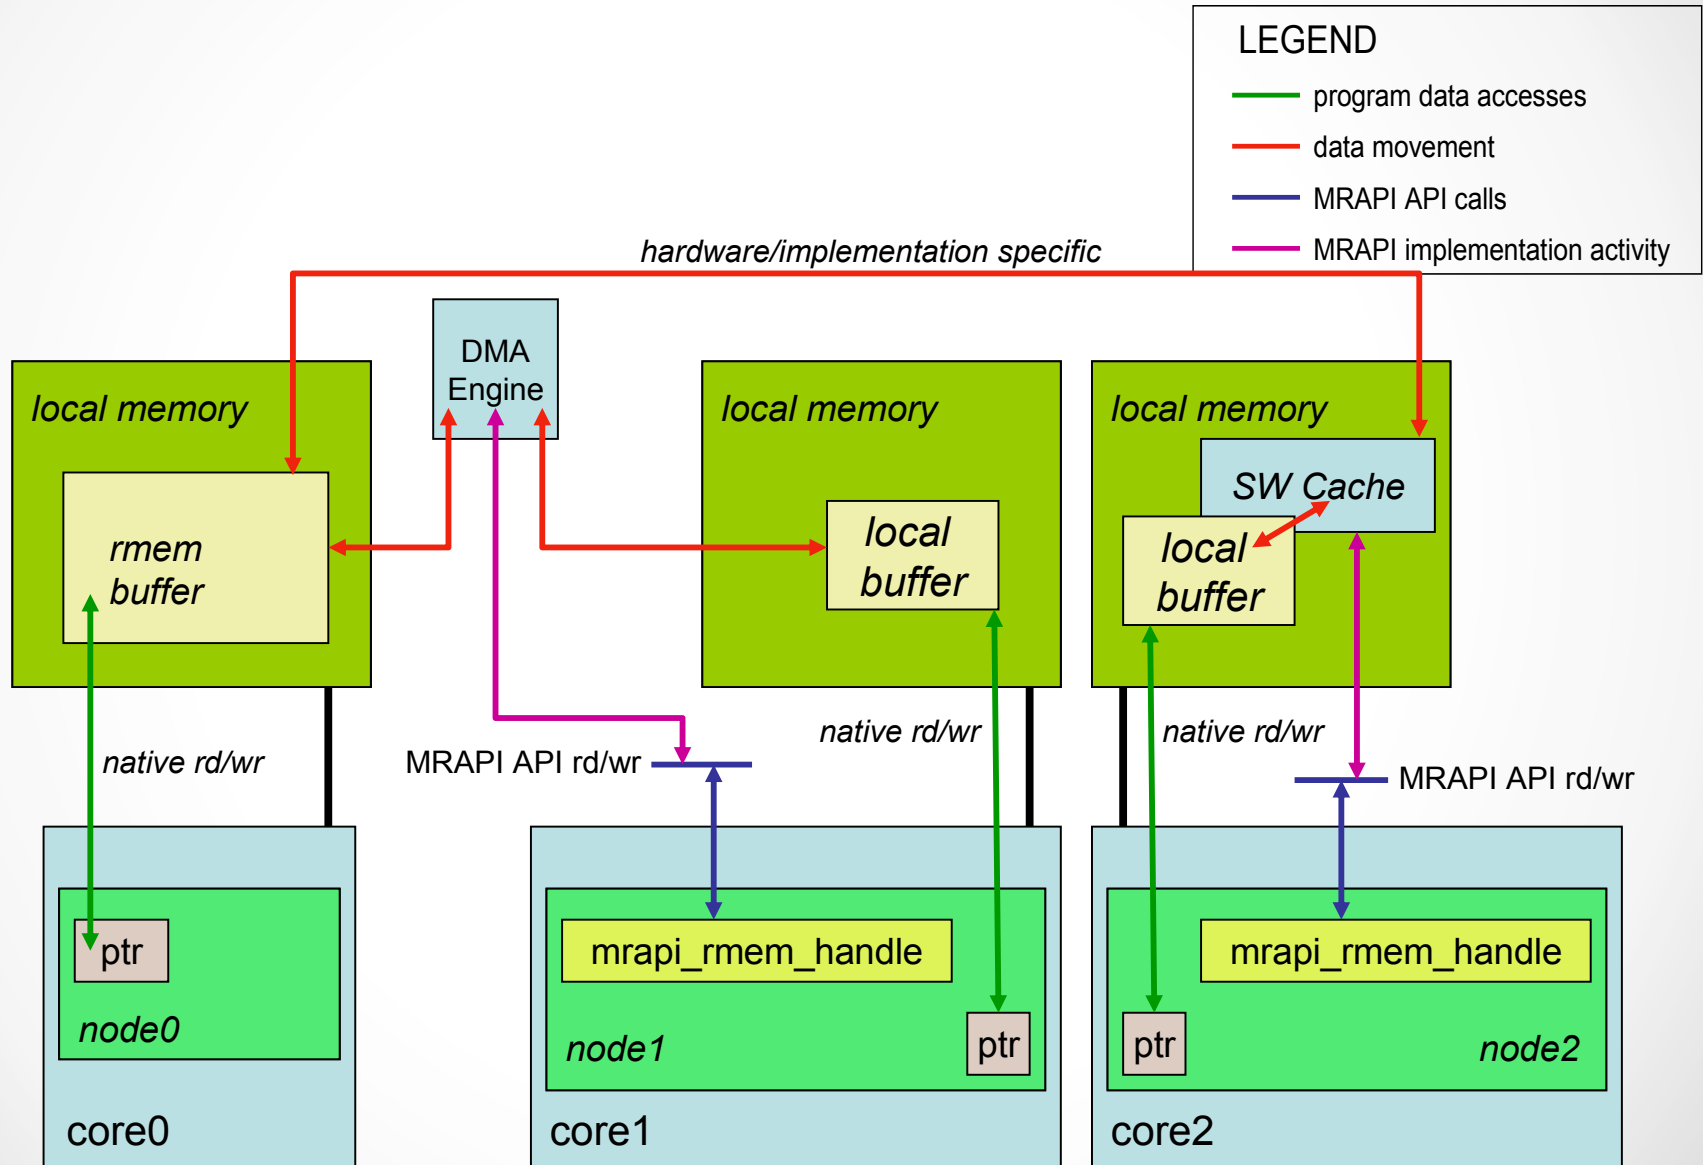 LEGEND
program data accesses
data movement
MRAPI API calls
MRAPI implementation activity
hardware/implementation specific
DMA
Engine
local memory
rmem
buffer
local memory
local
buffer
local memory
SW Cache
local
buffer
native rd/wr
MRAPI API rd/wr
native rd/wr
native rd/wr
MRAPI API rd/wr
ptr
node0
core0
mrapi_rmem_handle
node1
ptr
core1
mrapi_rmem_handle
ptr
node2
core2